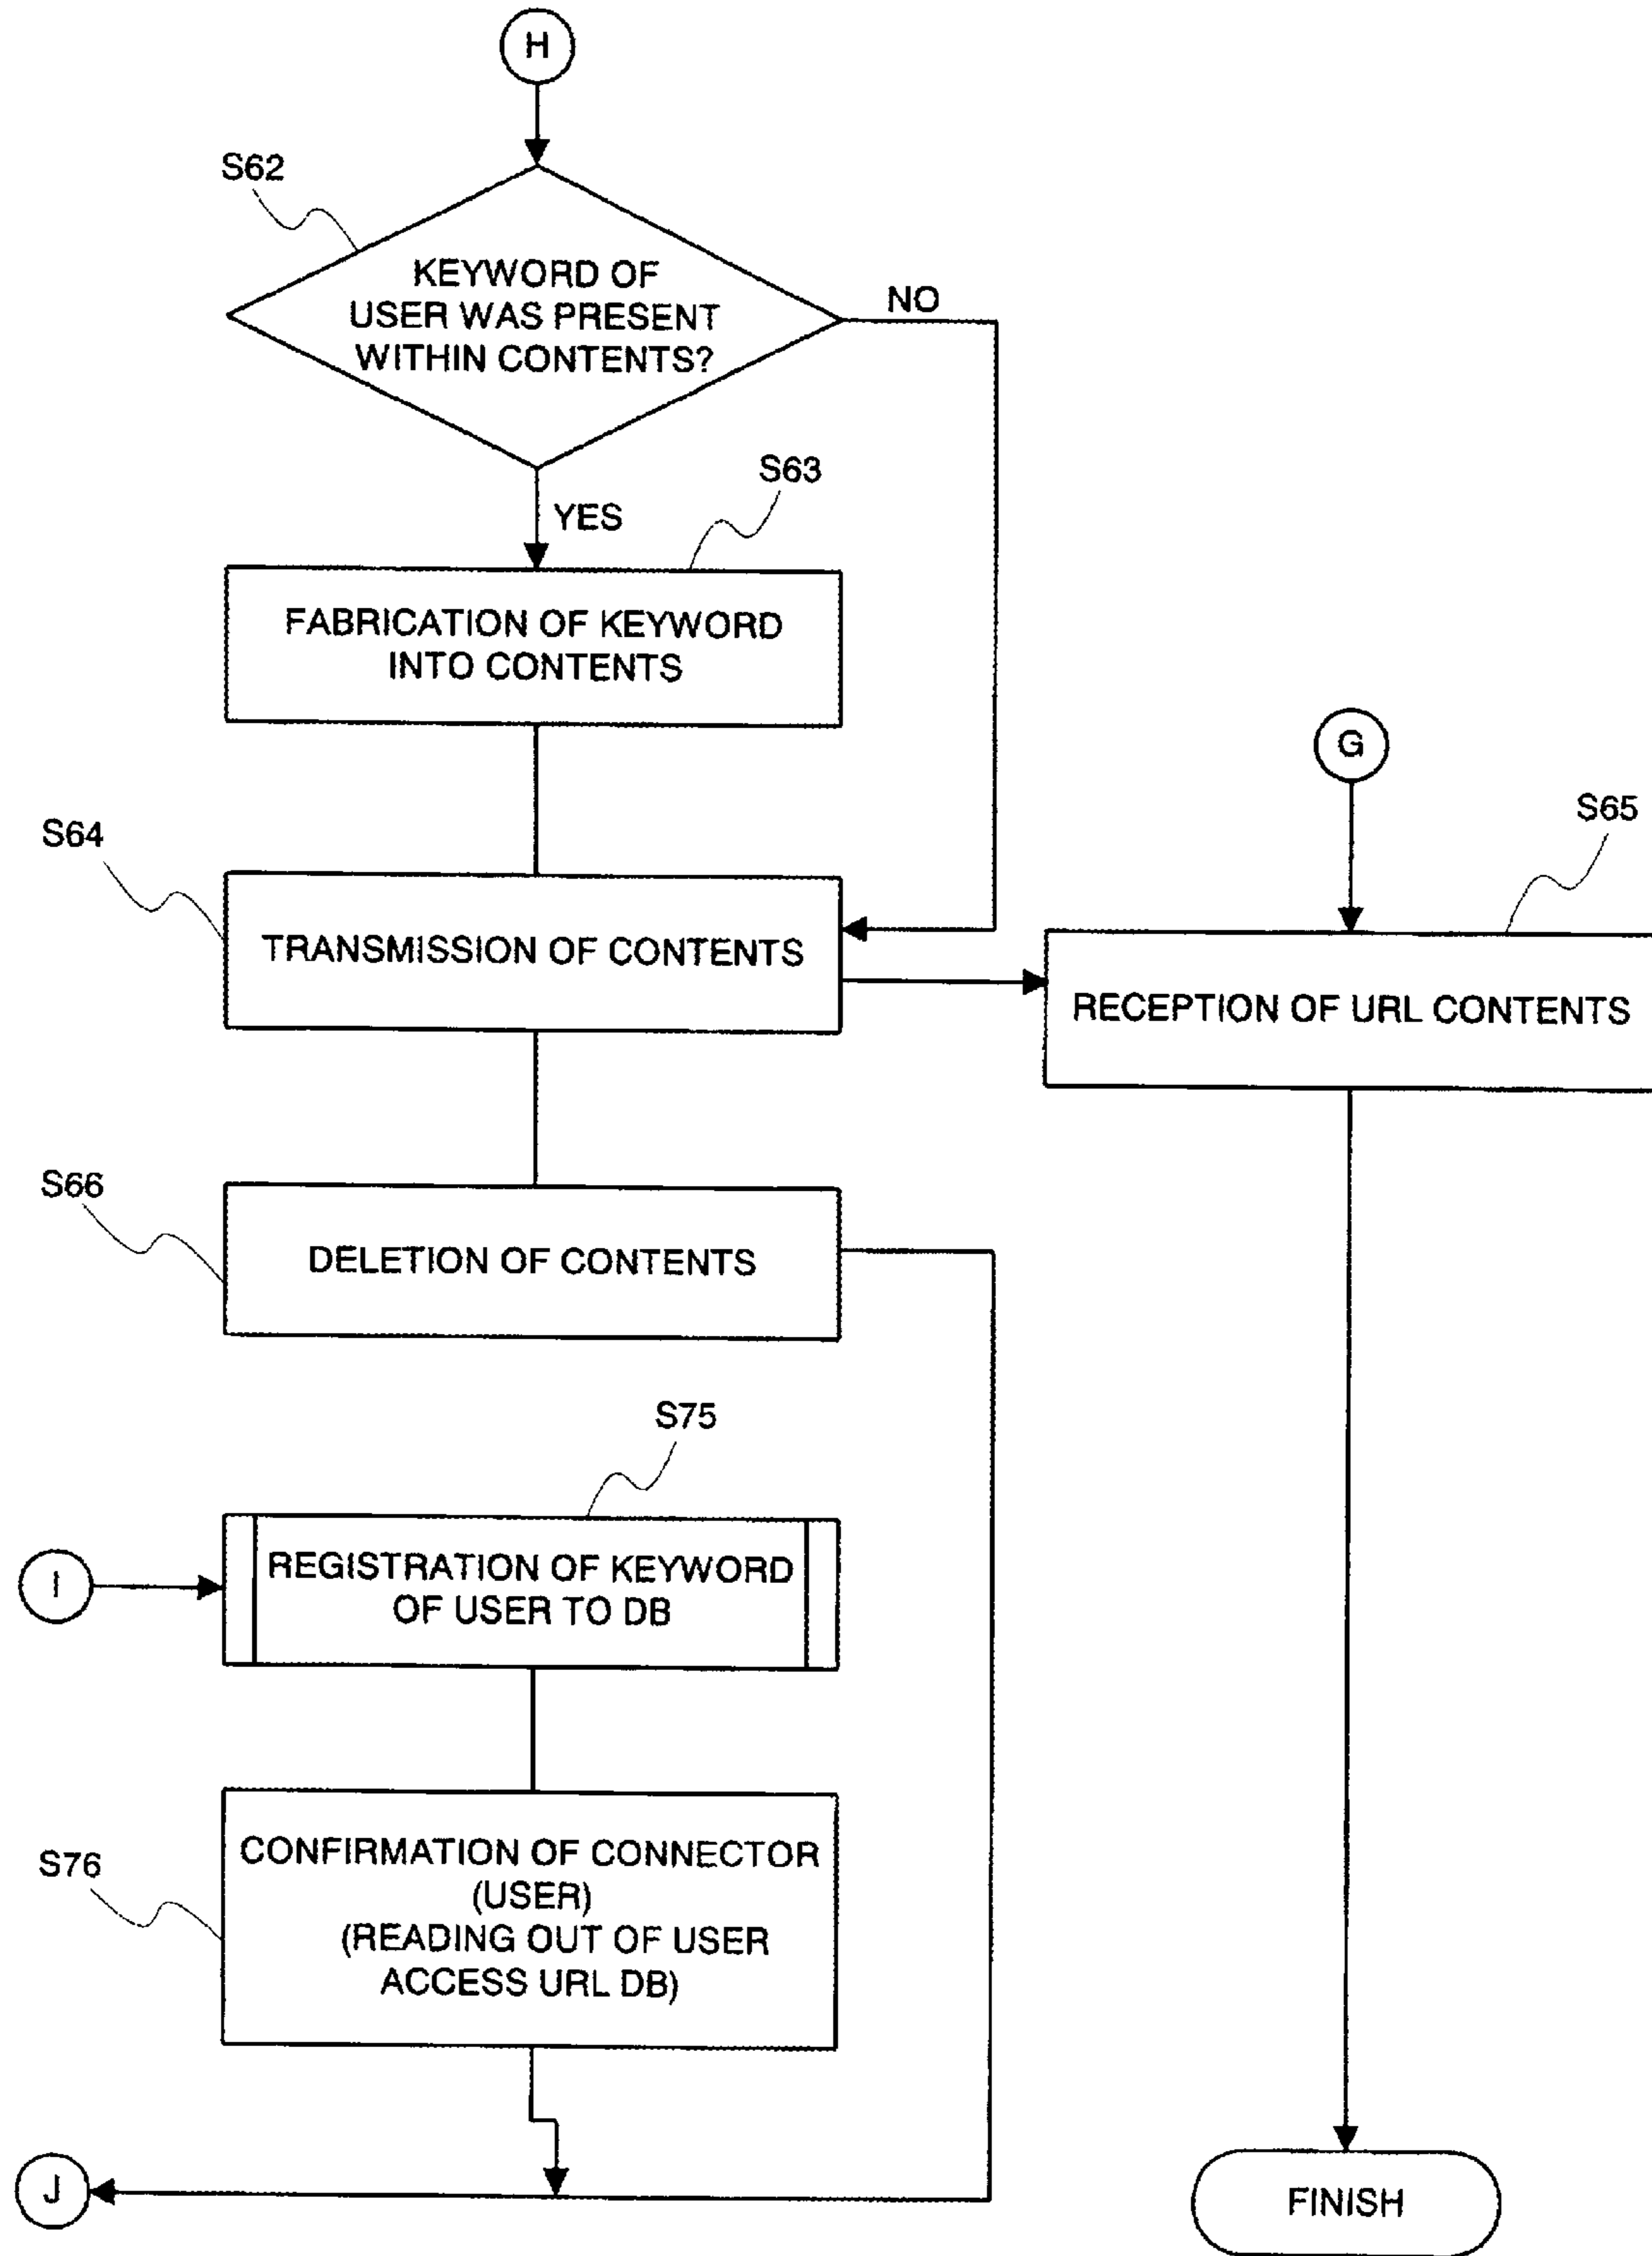 H
S62
KEYWORD OF
USER WAS PRESENT
WITHIN CONTENTS?
NO
YES
S63
FABRICATION OF KEYWORD
INTO CONTENTS
G
S64
S65
TRANSMISSION OF CONTENTS
RECEPTION OF URL CONTENTS
S66
DELETION OF CONTENTS
S75
I
REGISTRATION OF KEYWORD
OF USER TO DB
S76
CONFIRMATION OF CONNECTOR
(USER)
(READING OUT OF USER
ACCESS URL DB)
J
FINISH